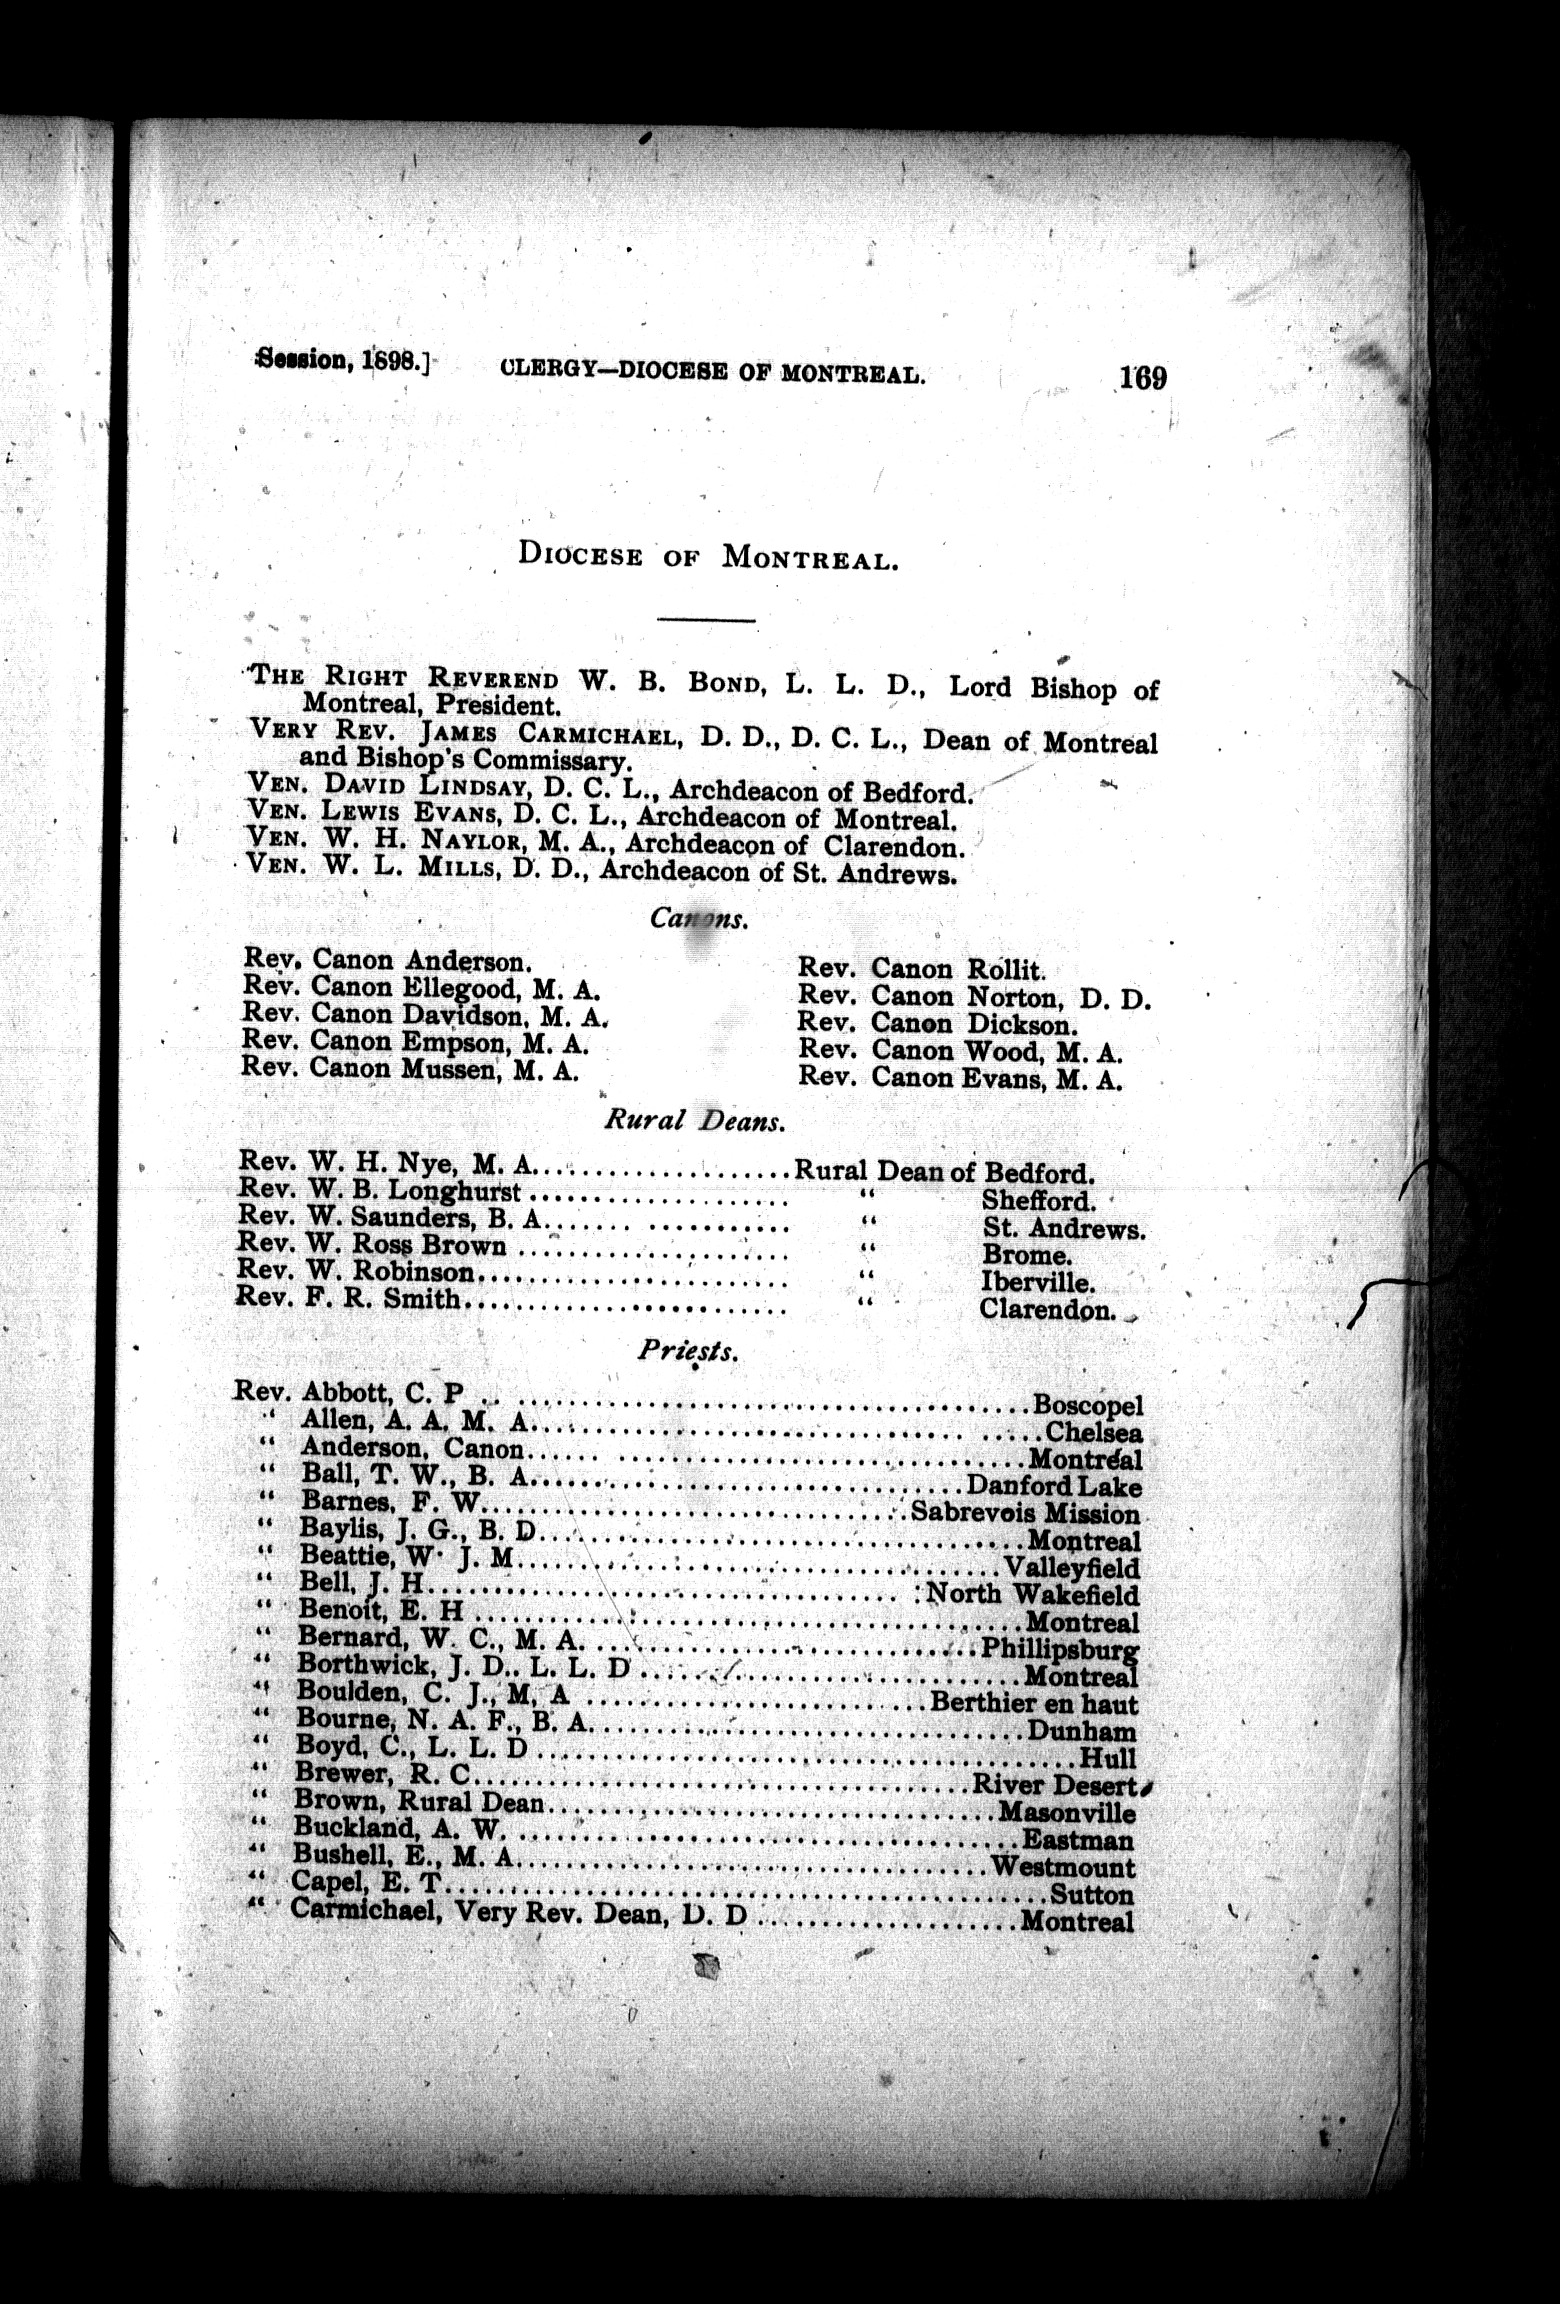 Session, 1898.] CLERGY—DIOCESE OF MONTREAL. 169
DIOCESE OF MONTREAL.
THE RIGHT REVEREND W. B. BOND, L. L. D., Lord Bishop of
Montreal, President.
VERY REV. JAMES CARMICHAEL, D. D., D. C. L., Dean of Montreal
and Bishop's Commissary.
VEN. DAVID LINDSAY, D. C. L., Archdeacon of Bedford.
VEN. LEWIS EVANS, D. C. L., Archdeacon of Montreal.
VEN. W. H. NAYLOR, M. A., Archdeacon of Clarendon.
VEN. W. L. MILLS, D. D., Archdeacon of St. Andrews.
Canons.
Rev. Canon Anderson. Rev. Canon Rollit.
Rev. Canon Ellegood, M. A. Rev. Canon Norton, D. D.
Rev. Canon Davidson, M. A. Rev. Canon Dickson.
Rev. Canon Empson, M. A. Rev. Canon Wood, M. A.
Rev. Canon Mussen, M. A. Rev. Canon Evans, M. A.
Rural Deans.
Rev. W. H. Nye, M. A.....................Rural Dean of Bedford.
Rev. W. B. Longhurst..................... “ Shefford.
Rev. W. Saunders, B. A..................... “ St. Andrews.
Rev. W. Ross Brown..................... “ Brome.
Rev. W. Robinson..................... “ Iberville.
Rev. F. R. Smith..................... “ Clarendon.
Priests.
Rev. Abbott, C. P.....................Boscopel
“ Allen, A. A. M. A.....................Chelsea
“ Anderson, Canon.....................Montreal
“ Ball, T. W., B. A.....................Danford Lake
“ Barnes, F. W.....................Sabrevois Mission
“ Baylis, J. G., B. D.....................Montreal
“ Beattie, W. J. M.....................Valleyfield
“ Bell, J. H.....................North Wakefield
“ Benoit, E. H.....................Montreal
“ Bernard, W. C., M. A.....................Phillipsburg
“ Borthwick, J. D., L. L. D.....................Montreal
“ Boulden, C. J., M, A.....................Berthier en haut
“ Bourne, N. A. F., B. A.....................Dunham
“ Boyd, C., L. L. D.....................Hull
“ Brewer, R. C.....................River Desert
“ Brown, Rural Dean.....................Masonville
“ Buckland, A. W.....................Eastman
“ Bushell, E., M. A.....................Westmount
“ Capel, E. T.....................Sutton
“ Carmichael, Very Rev. Dean, D. D.....................Montreal